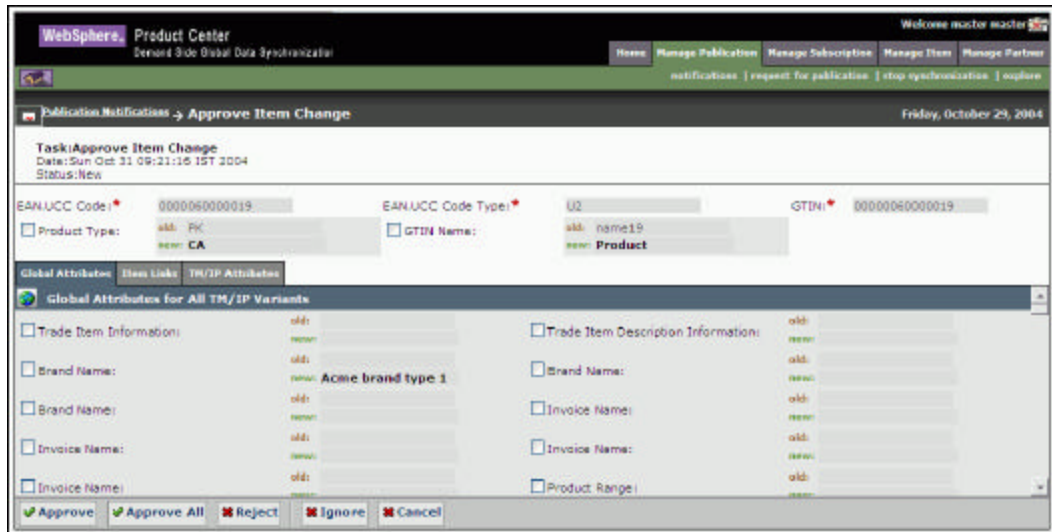 Welcome master master
WebSphere. Product Center
Demand Side Global Data Synchronization
Home Manage Publication Manage Subscription Manage Item Manage Partner
notifications | request for publication | stop synchronization | explore
Publication Notifications → Approve Item Change Friday, October 29, 2004
Task:Approve Item Change
Date:Sun Oct 31 09:21:16 IST 2004
Status:New
EAN.UCC Code:* 0000060000019 EAN.UCC Code Type:* U2 GTIN:* 00000060000019
Product Type: old: PK GTIN Name: old: name19
new: CA new: Product
Global Attributes Item Links TM/IP Attributes
Global Attributes for All TM/IP Variants
Trade Item Information: old: Trade Item Description Information: old:
new: new:
Brand Name: old: Brand Name: old:
new: Acme brand type 1 new:
Brand Name: old: Invoice Name: old:
new: new:
Invoice Name: old: Invoice Name: old:
new: new:
Invoice Name: old: Product Range: old:
new: new:
Approve Approve All Reject Ignore Cancel